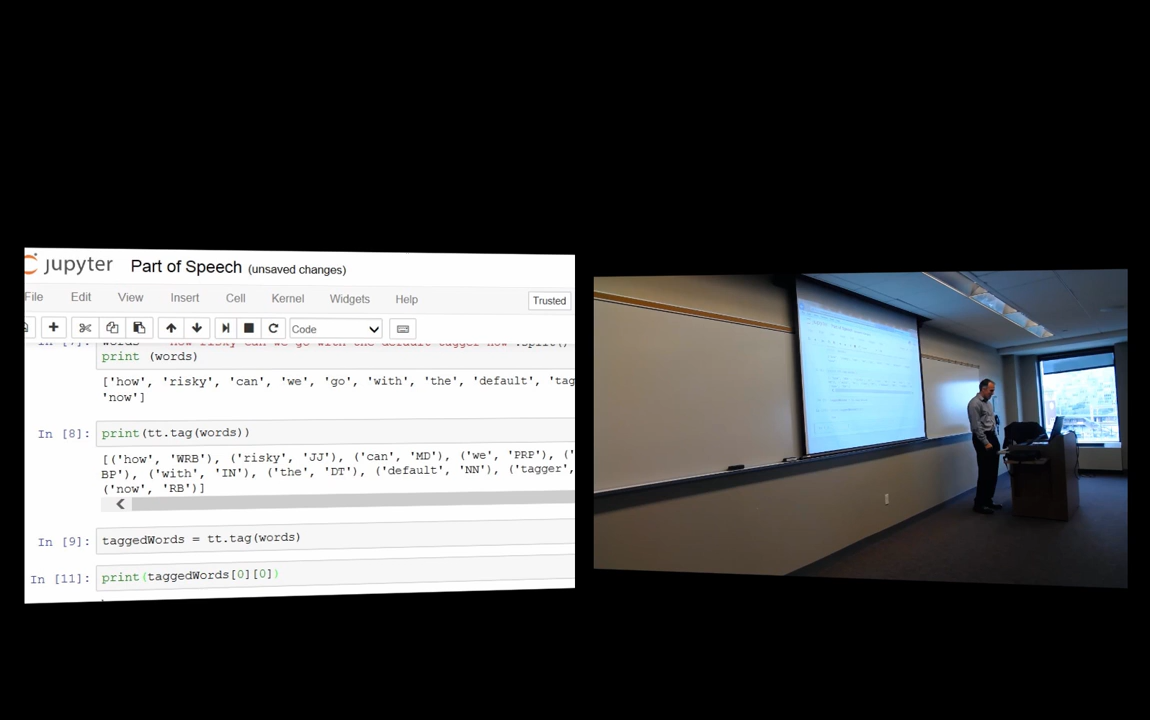 jupyter Part of Speech (unsaved changes)
File Edit View Insert Cell Kernel Widgets Help Trusted
Code
print (words)
['how', 'risky', 'can', 'we', 'go', 'with', 'the', 'default', 'tag
'now']
In [8]: print(tt.tag(words))
[('how', 'WRB'), ('risky', 'JJ'), ('can', 'MD'), ('we', 'PRP'), ('
BP'), ('with', 'IN'), ('the', 'DT'), ('default', 'NN'), ('tagger',
('now', 'RB')]
In [9]: taggedWords = tt.tag(words)
In [11]: print(taggedWords[0][0])